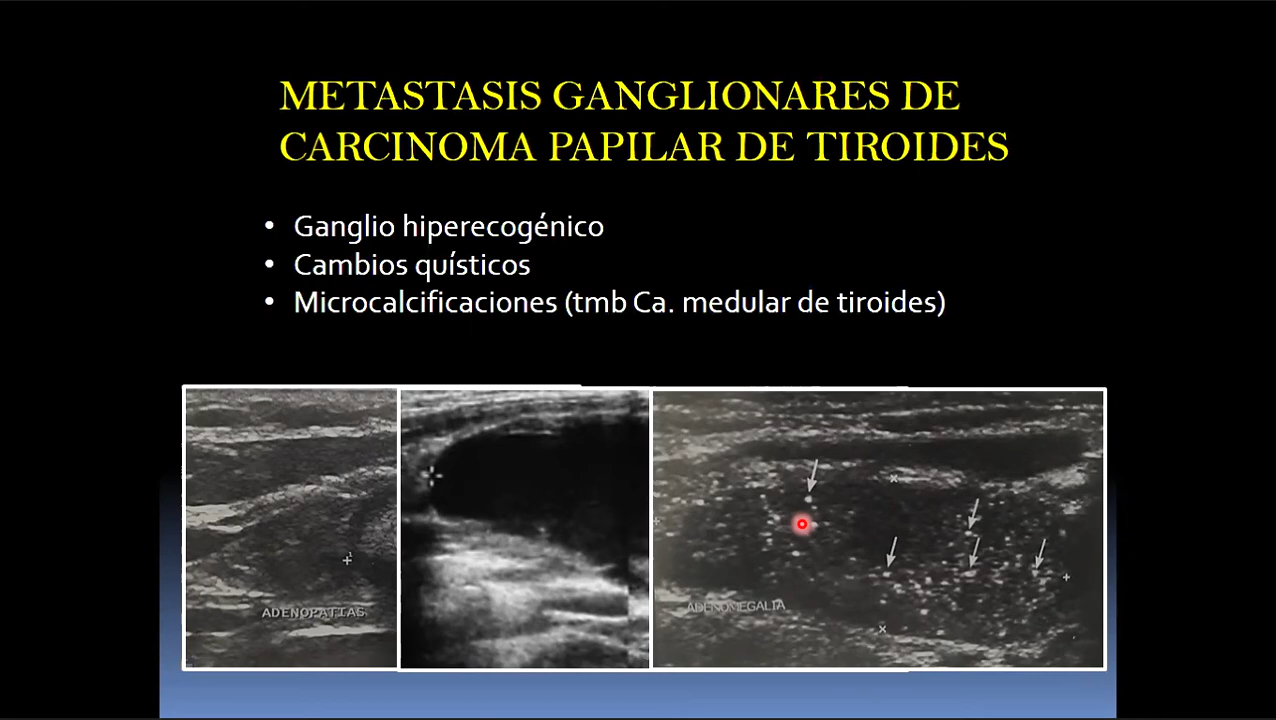 METASTASIS GANGLIONARES DE
CARCINOMA PAPILAR DE TIROIDES
• Ganglio hiperecogénico
• Cambios quísticos
• Microcalcificaciones (tmb Ca. medular de tiroides)
1
ADENOPATIAS
ADENOMEGALIA